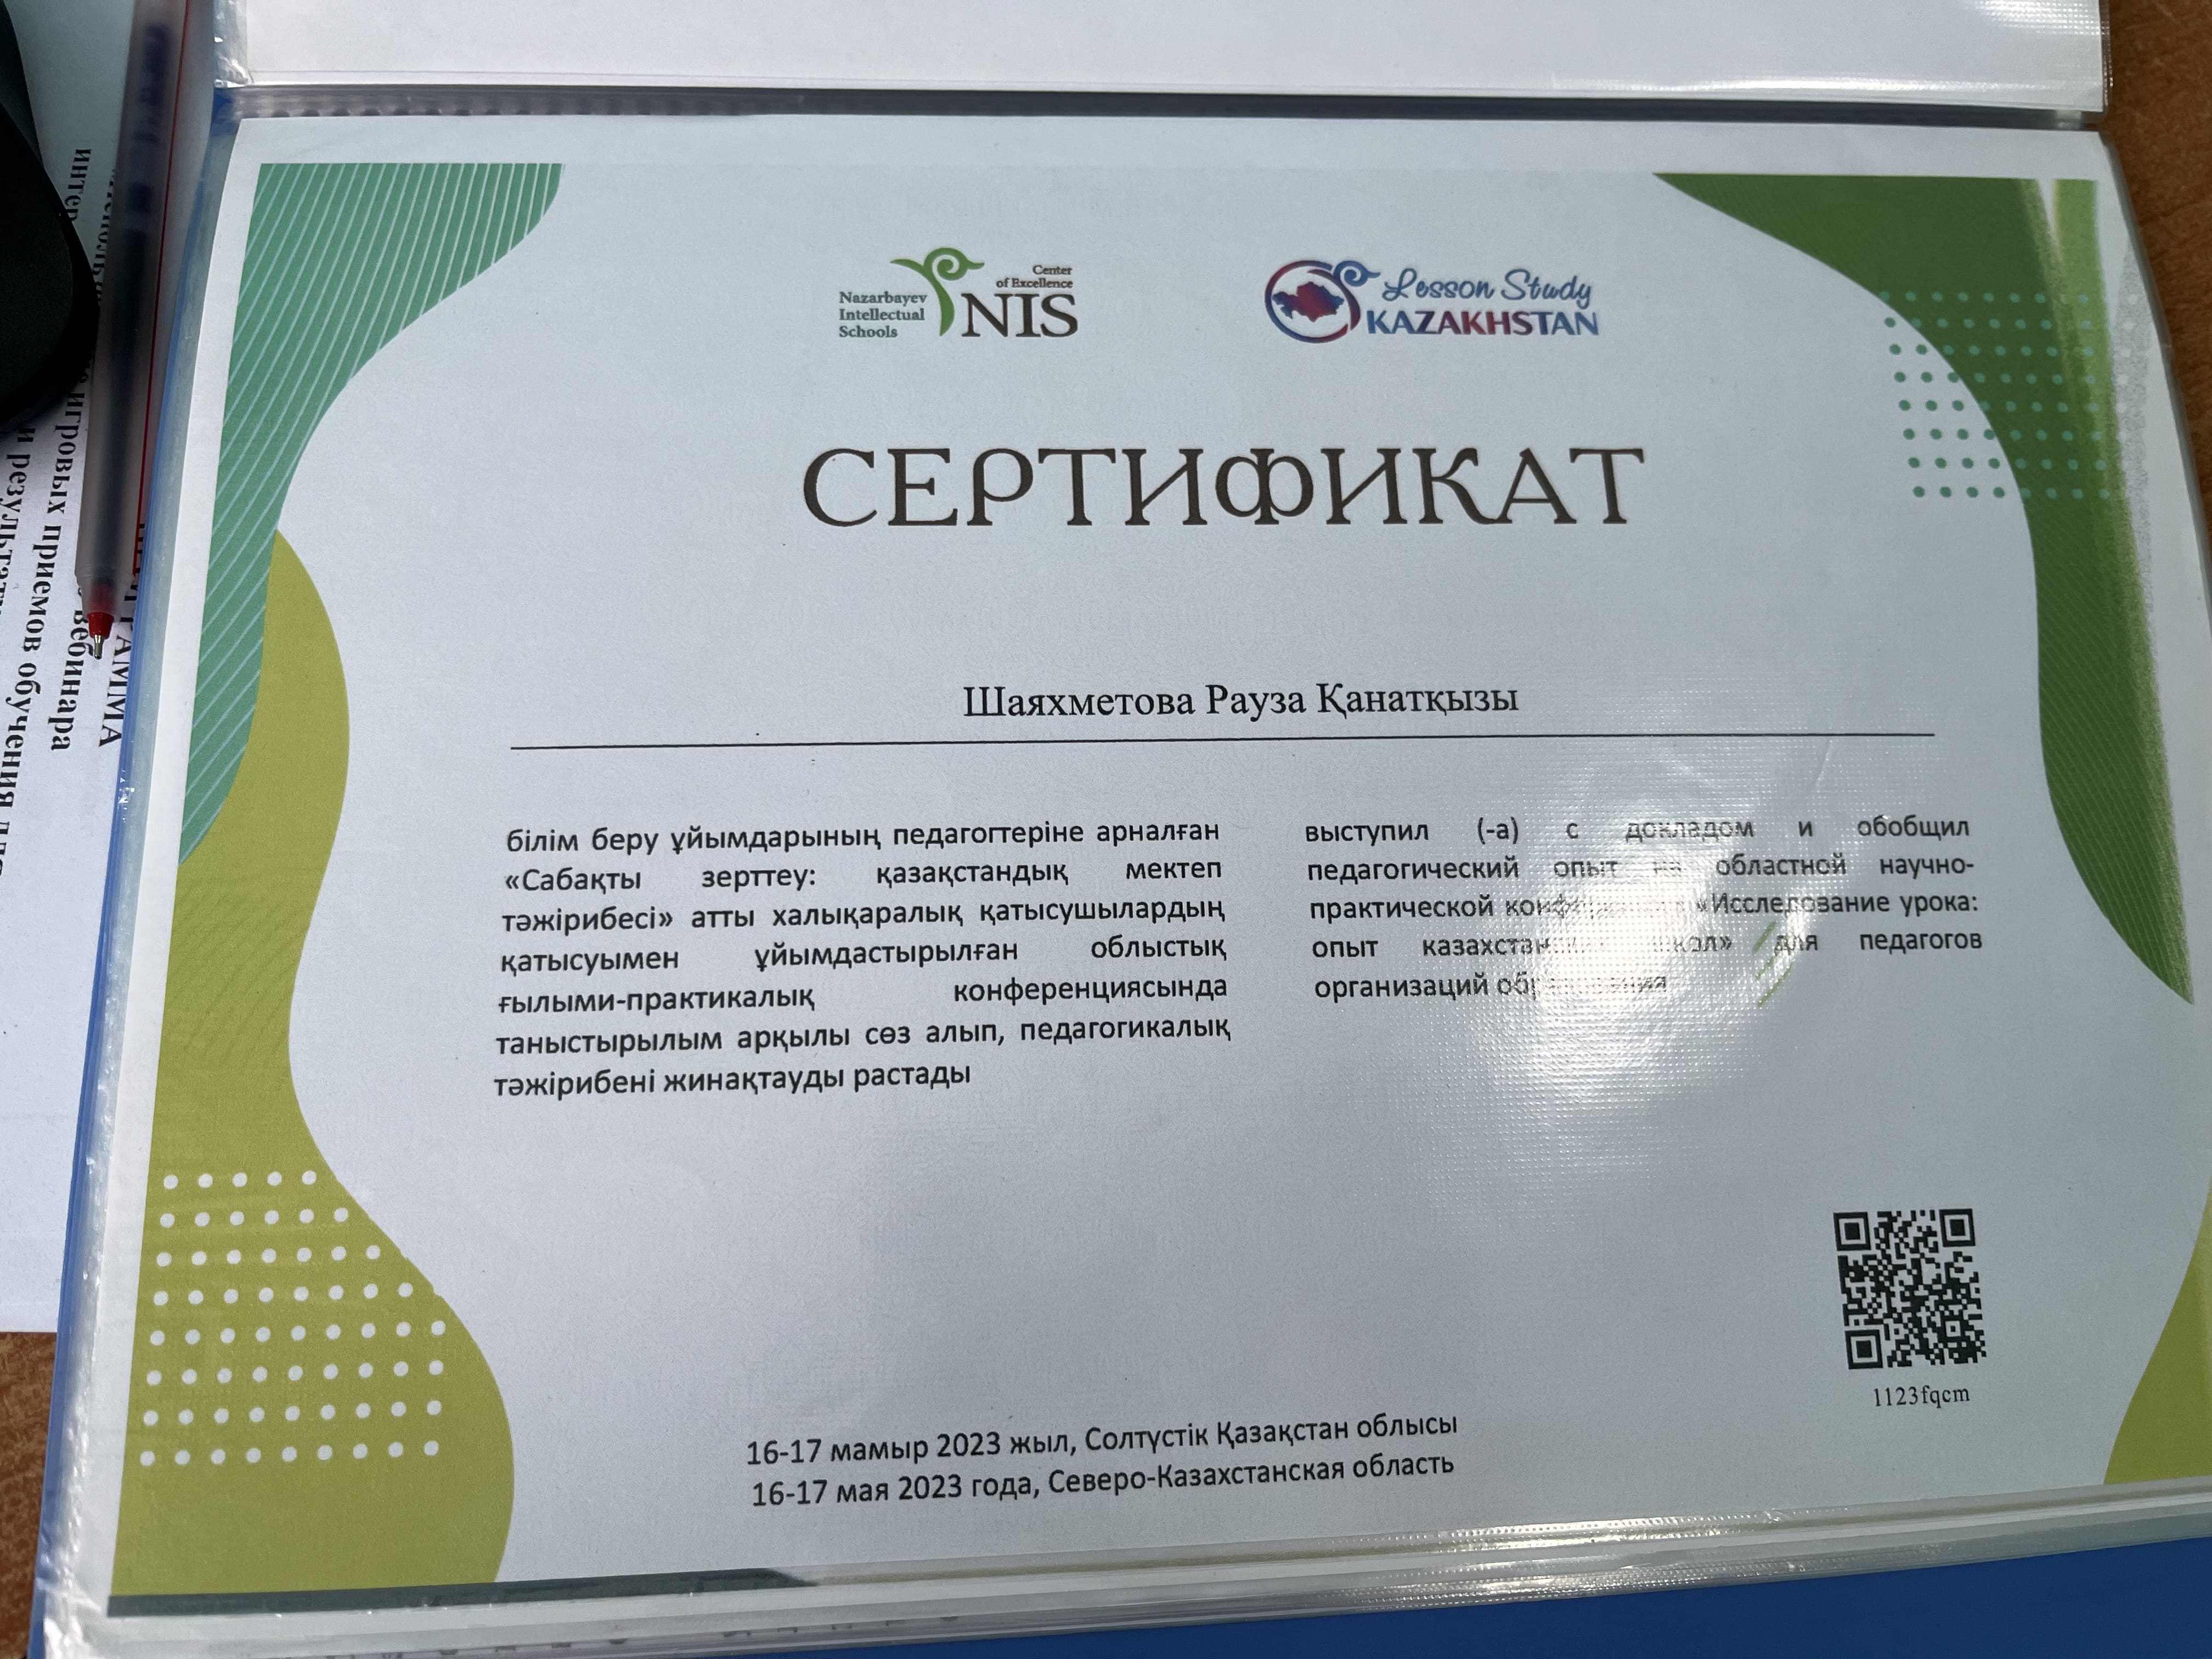 Nazarbayev
Intellectual
Schools
Center
of Excellence
NIS
Lesson Study
KAZAKHSTAN
СЕРТИФИКАТ
Шаяхметова Рауза Қанатқызы
білім беру ұйымдарының педагогтеріне арналған
«Сабақты зерттеу: қазақстандық мектеп
тәжірибесі» атты халықаралық қатысушылардың
қатысуымен ұйымдастырылған облыстық
ғылыми-практикалық конференциясында
таныстырылым арқылы сөз алып, педагогикалық
тәжірибені жинақтауды растады
выступил (-а) с докладом и обобщил
педагогический опыт на областной научно-
практической «Исследование урока:
опыт для педагогов
организаций
1123fqcm
16-17 мамыр 2023 жыл, Солтүстік Қазақстан облысы
16-17 мая 2023 года, Северо-Казахстанская область
вебинара
игровых приемов обучения